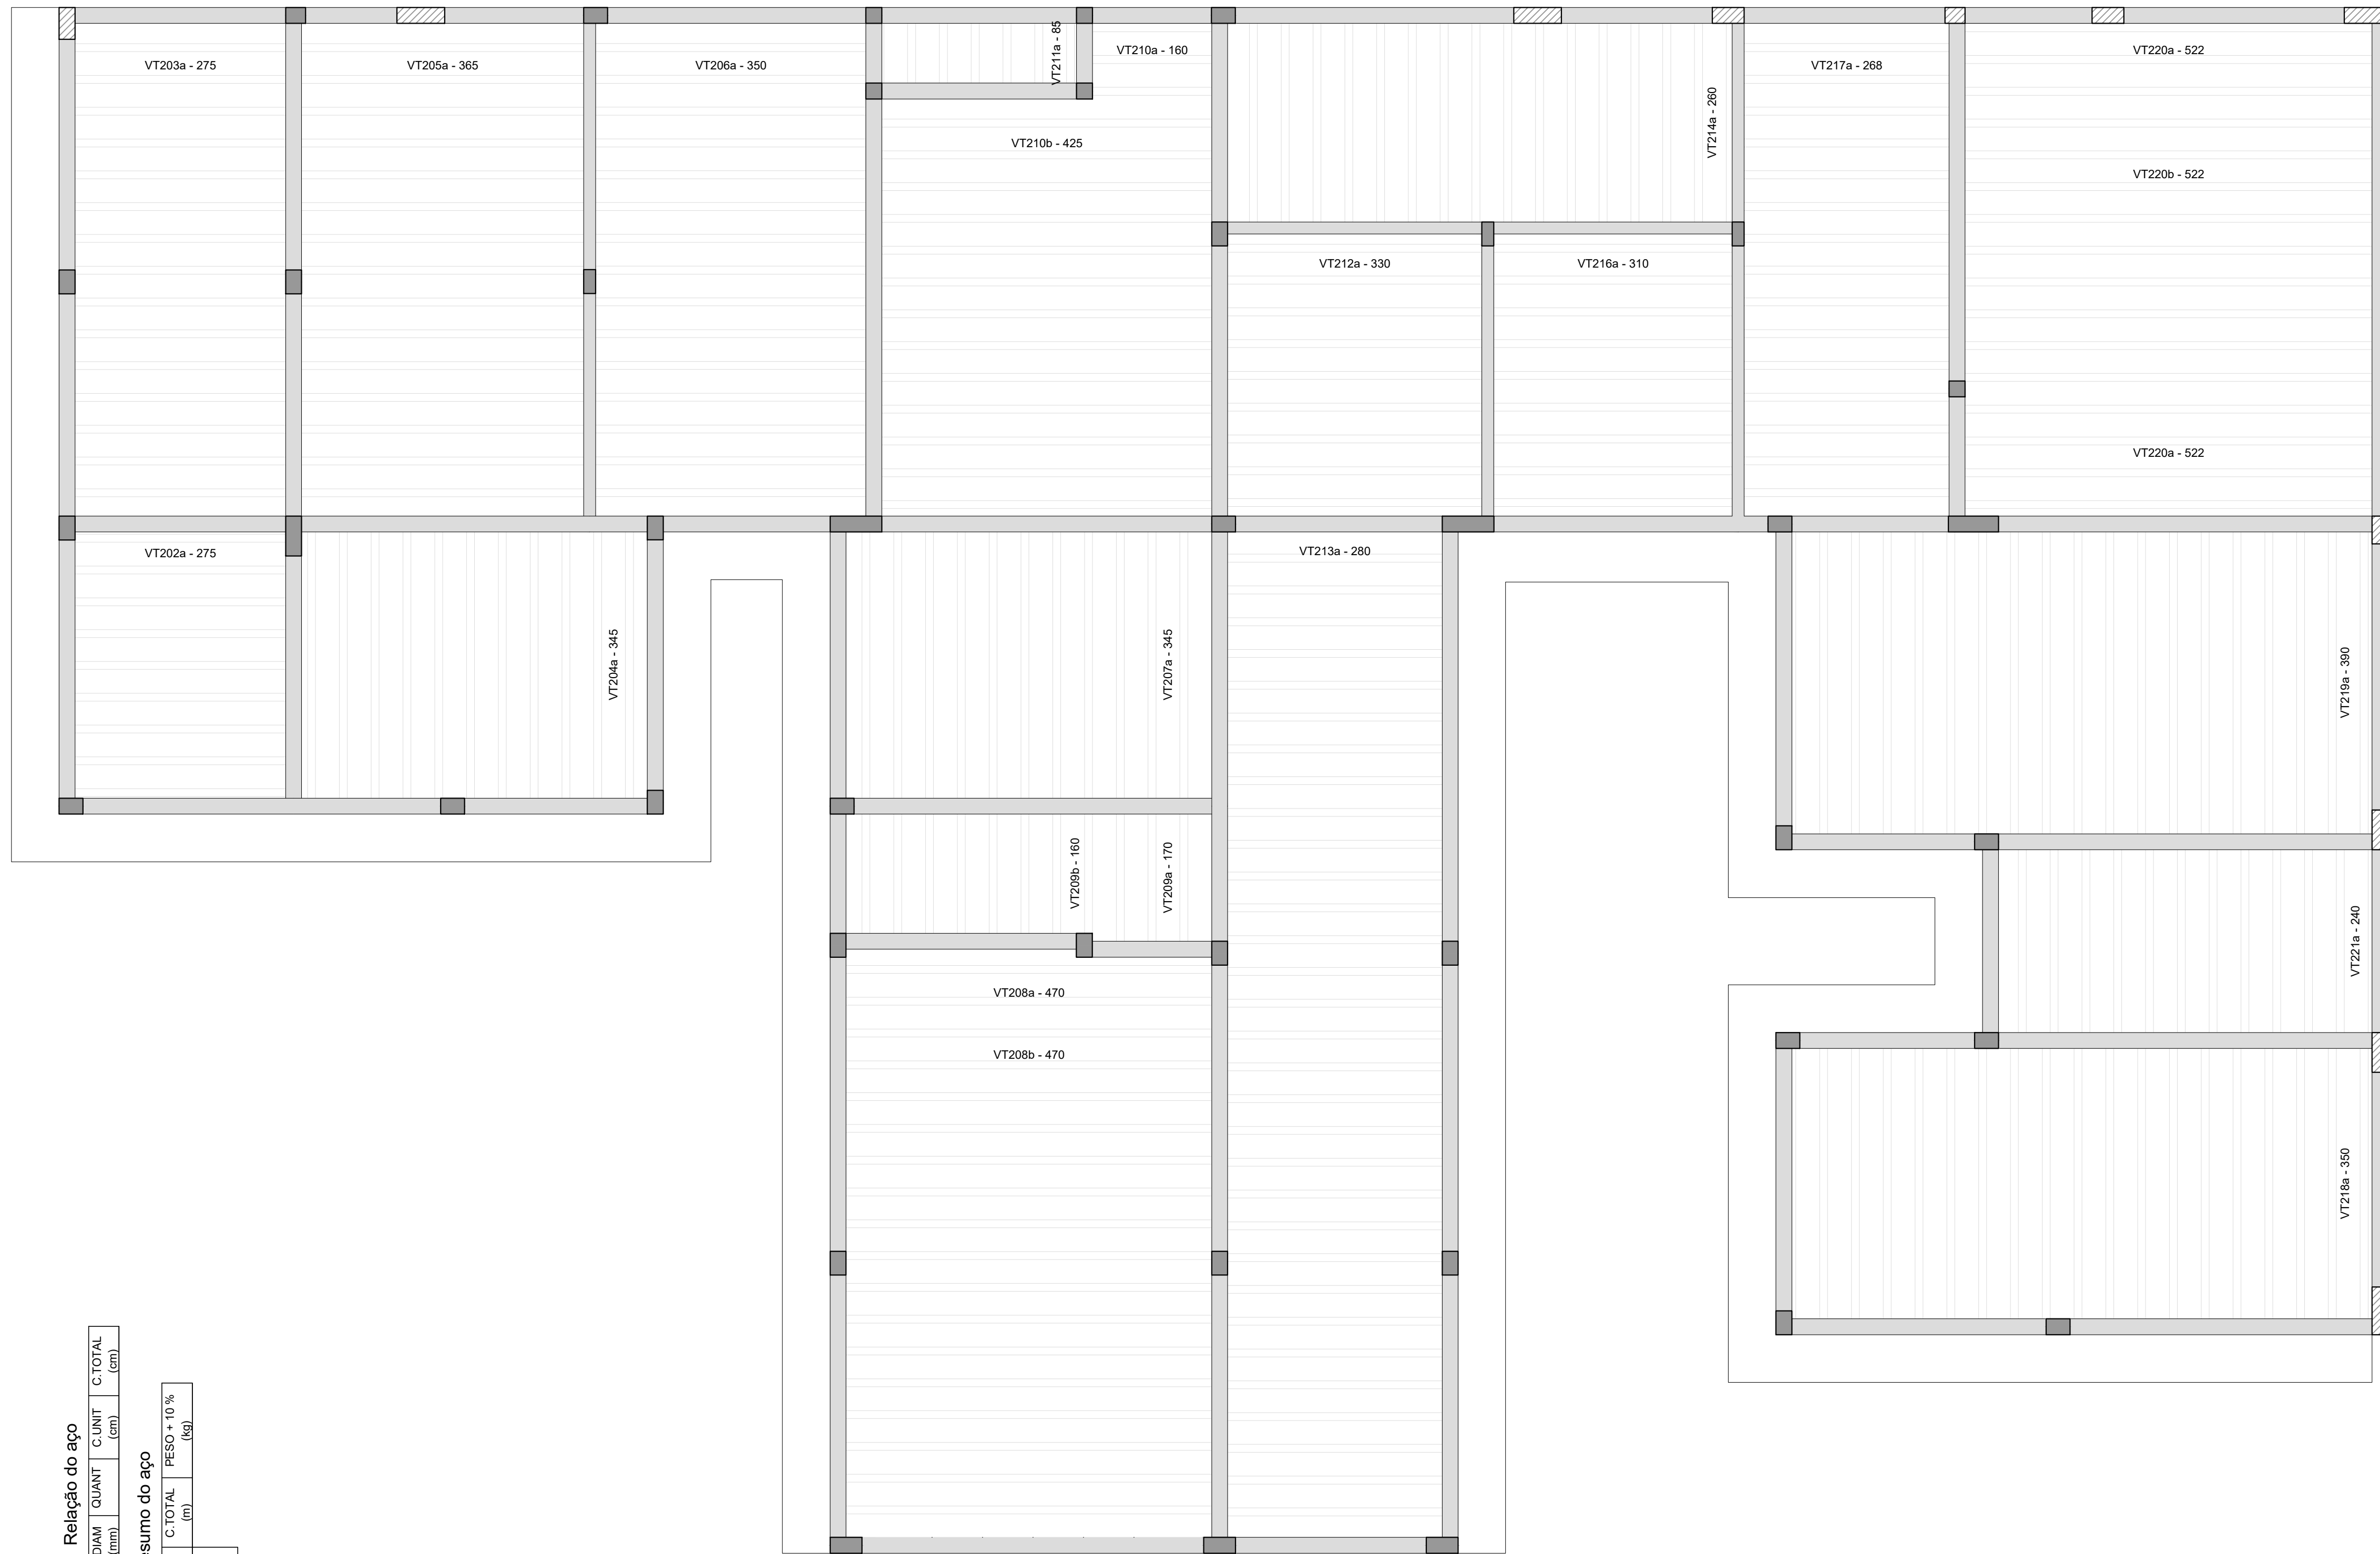 VT203a - 275
VT205a - 365
VT206a - 350
VT211a - 85
VT210a - 160
VT217a - 268
VT220a - 522
VT214a - 260
VT210b - 425
VT220b - 522
VT212a - 330
VT216a - 310
VT220a - 522
VT202a - 275
VT213a - 280
VT204a - 345
VT207a - 345
VT219a - 390
VT209b - 160
VT209a - 170
VT221a - 240
VT208a - 470
VT208b - 470
VT218a - 350
Relação do aço
DIAM QUANT C.UNIT C.TOTAL
(mm) (cm) (cm)
sumo do aço
C.TOTAL PESO + 10 %
(m) (kg)